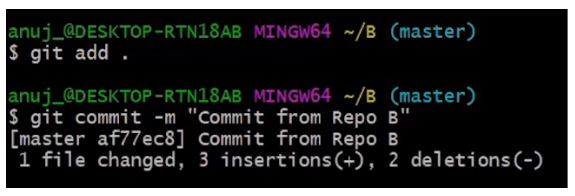 anuj_@DESKTOP-RTN18AB MINGW64 ~/B (master)
$ git add .
anuj_@DESKTOP-RTN18AB MINGW64 ~/B (master)
$ git commit -m "Commit from Repo B"
[master af77ec8] Commit from Repo B
1 file changed, 3 insertions(+), 2 deletions(-)